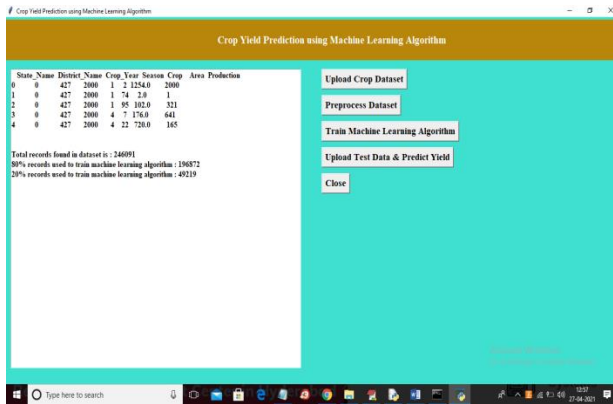 Crop Yield Prediction using Machine Learning Algorithm
Crop Yield Prediction using Machine Learning Algorithm
State_Name District_Name Crop_Year Season Crop Area Production
0 0 427 2000 1 2 1254.0 2000
1 0 427 2000 1 74 2.0 1
2 0 427 2000 1 95 102.0 321
3 0 427 2000 4 7 176.0 641
4 0 427 2000 4 22 720.0 165
Total records found in dataset is : 246091
80% records used to train machine learning algorithm : 196872
20% records used to train machine learning algorithm : 49219
Upload Crop Dataset
Preprocess Dataset
Train Machine Learning Algorithm
Upload Test Data & Predict Yield
Close
Type here to search
12:57
27-04-2021